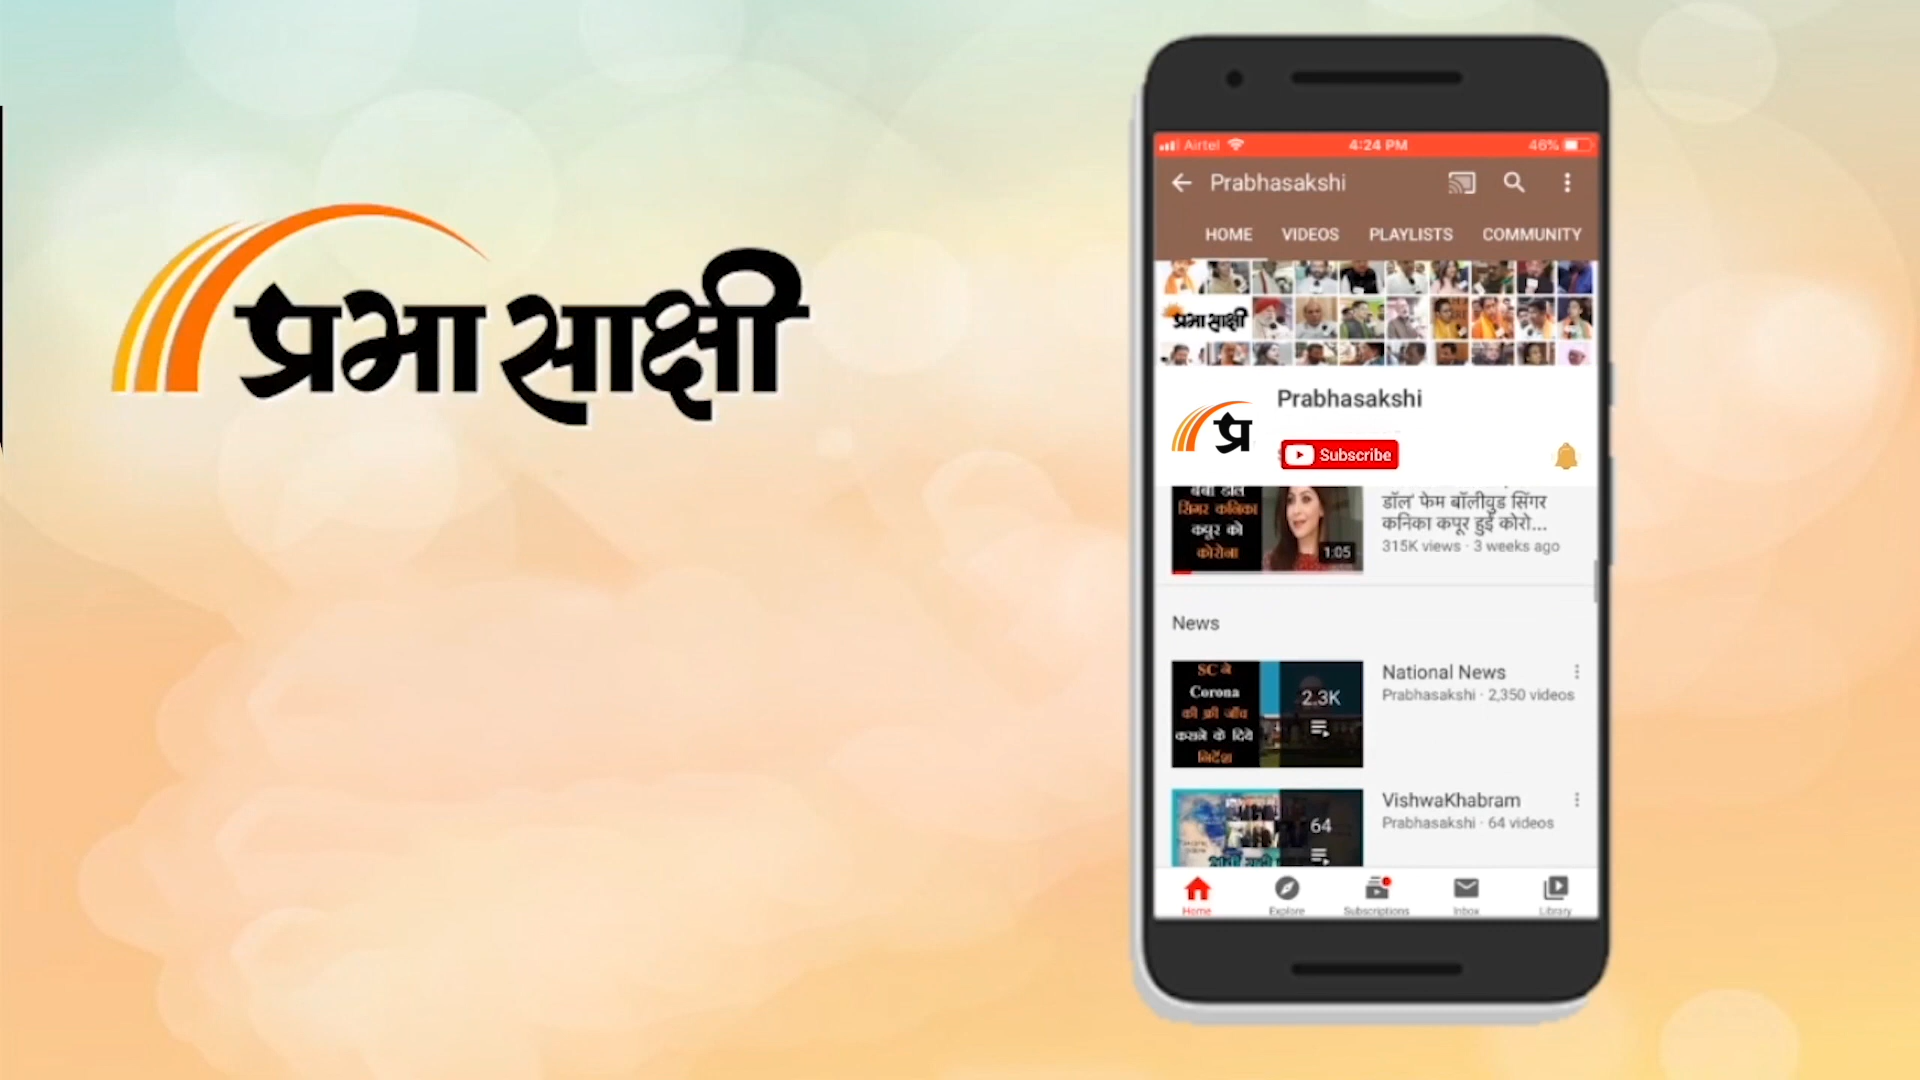 प्रभा साक्षी
Airtel 4:24 PM 46%
Prabhasakshi
HOME VIDEOS PLAYLISTS COMMUNITY
प्रभा साक्षी
Prabhasakshi
प्र
Subscribe
बेबी डॉल
सिंगर कनिका
कपूर को
कोरोना
1:05
डॉल' फेम बॉलीवुड सिंगर
कनिका कपूर हुईं कोरो...
315K views · 3 weeks ago
News
SC ने
Corona
की फ्री जाँच
कराने के दिये
निर्देश
2.3K
National News
Prabhasakshi · 2,350 videos
64
VishwaKhabram
Prabhasakshi · 64 videos
Home Explore Subscriptions Inbox Library